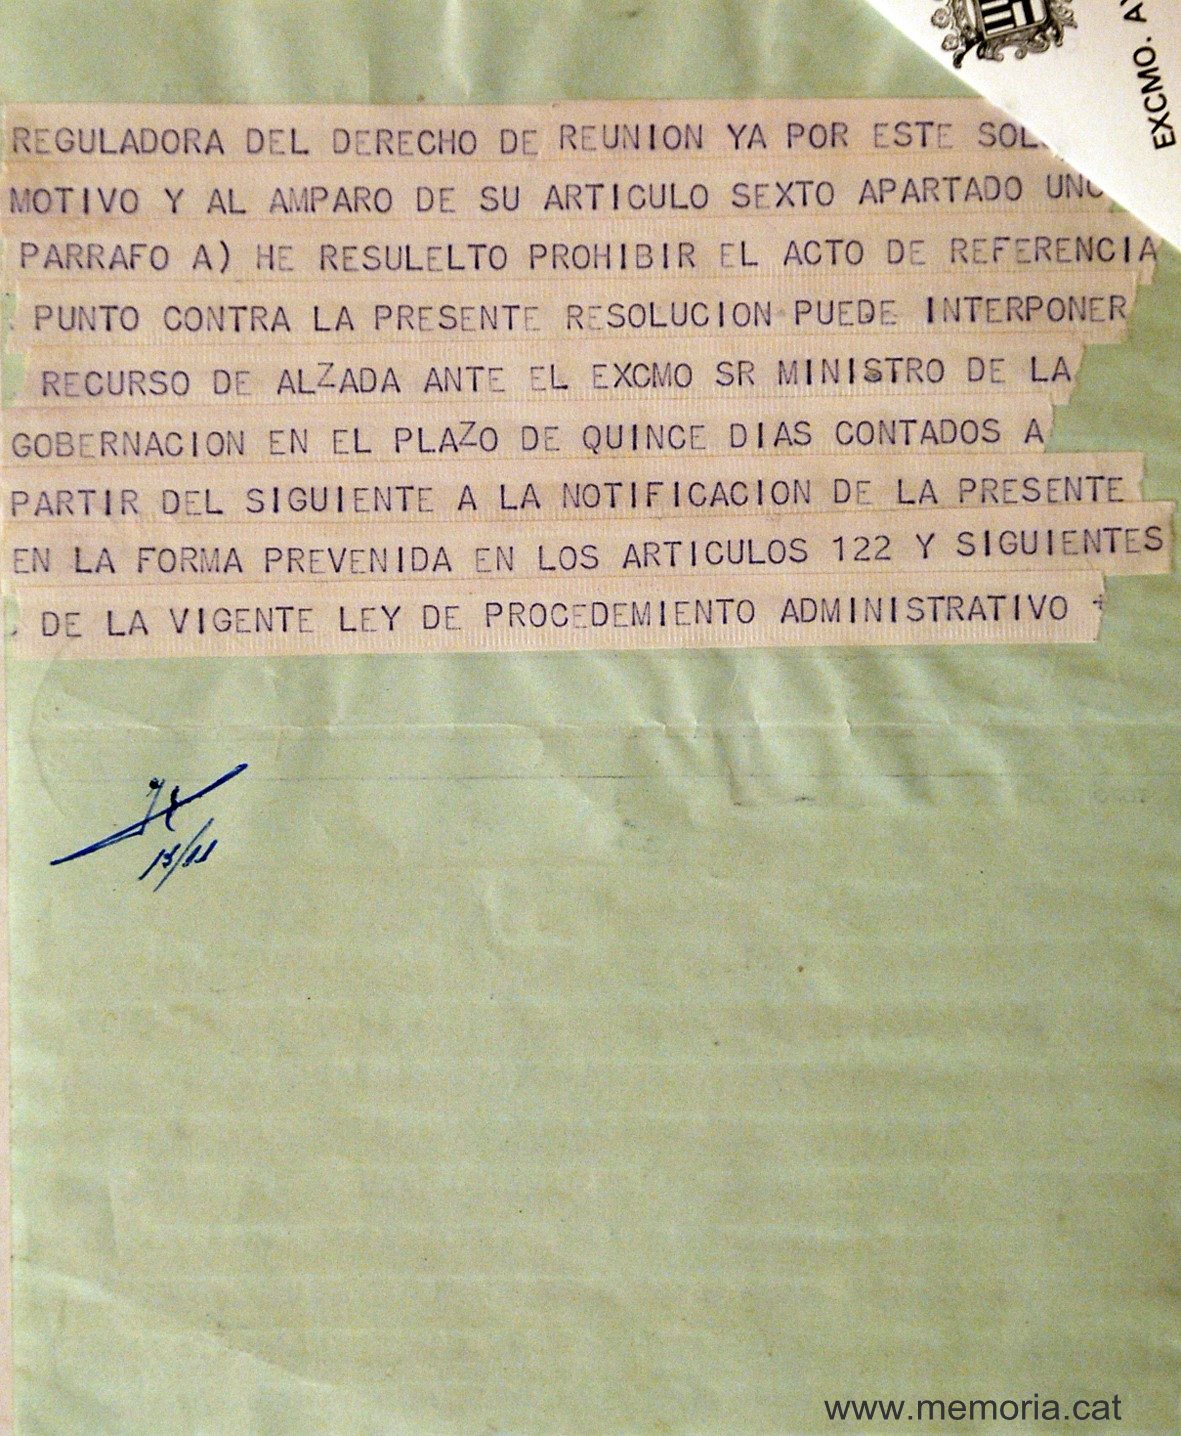 EXCMO.
REGULADORA DEL DERECHO DE REUNION YA POR ESTE
MOTIVO Y AL AMPARO DE SU ARTICULO SEXTO APARTADO UNO
PARRAFO A) HE RESULELTO PROHIBIR EL ACTO DE REFERENCIA
. PUNTO CONTRA LA PRESENTE RESOLUCION PUEDE INTERPONER
RECURSO DE ALZADA ANTE EL EXCMO SR MINISTRO DE LA
GOBERNACION EN EL PLAZO DE QUINCE DIAS CONTADOS A
PARTIR DEL SIGUIENTE A LA NOTIFICACION DE LA PRESENTE
EN LA FORMA PREVENIDA EN LOS ARTICULOS 122 Y SIGUIENTES
. DE LA VIGENTE LEY DE PROCEDEMIENTO ADMINISTRATIVO +
www.memoria.cat